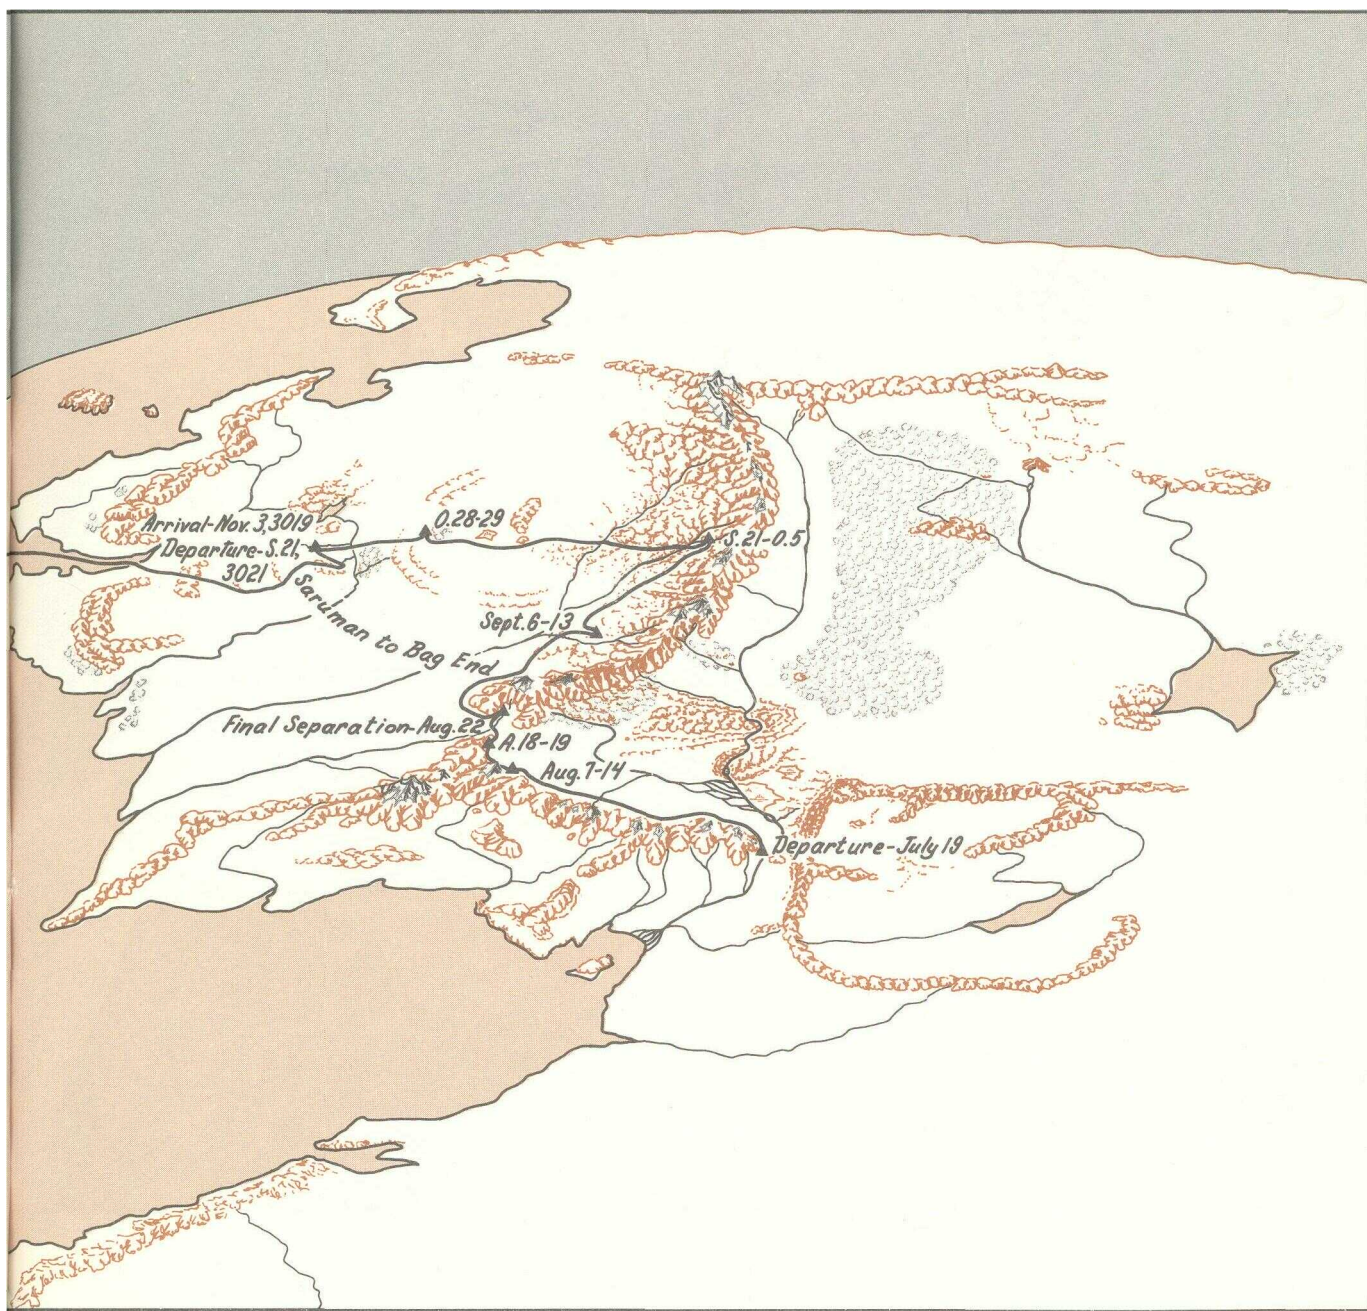 Arrival-Nov. 3, 3019
Departure-S. 21,
3021
O. 28-29
S. 21-O. 5
Saruman to Bag End
Sept. 6-13
Final Separation-Aug. 22
A. 18-19
Aug. 7-14
Departure-July 19